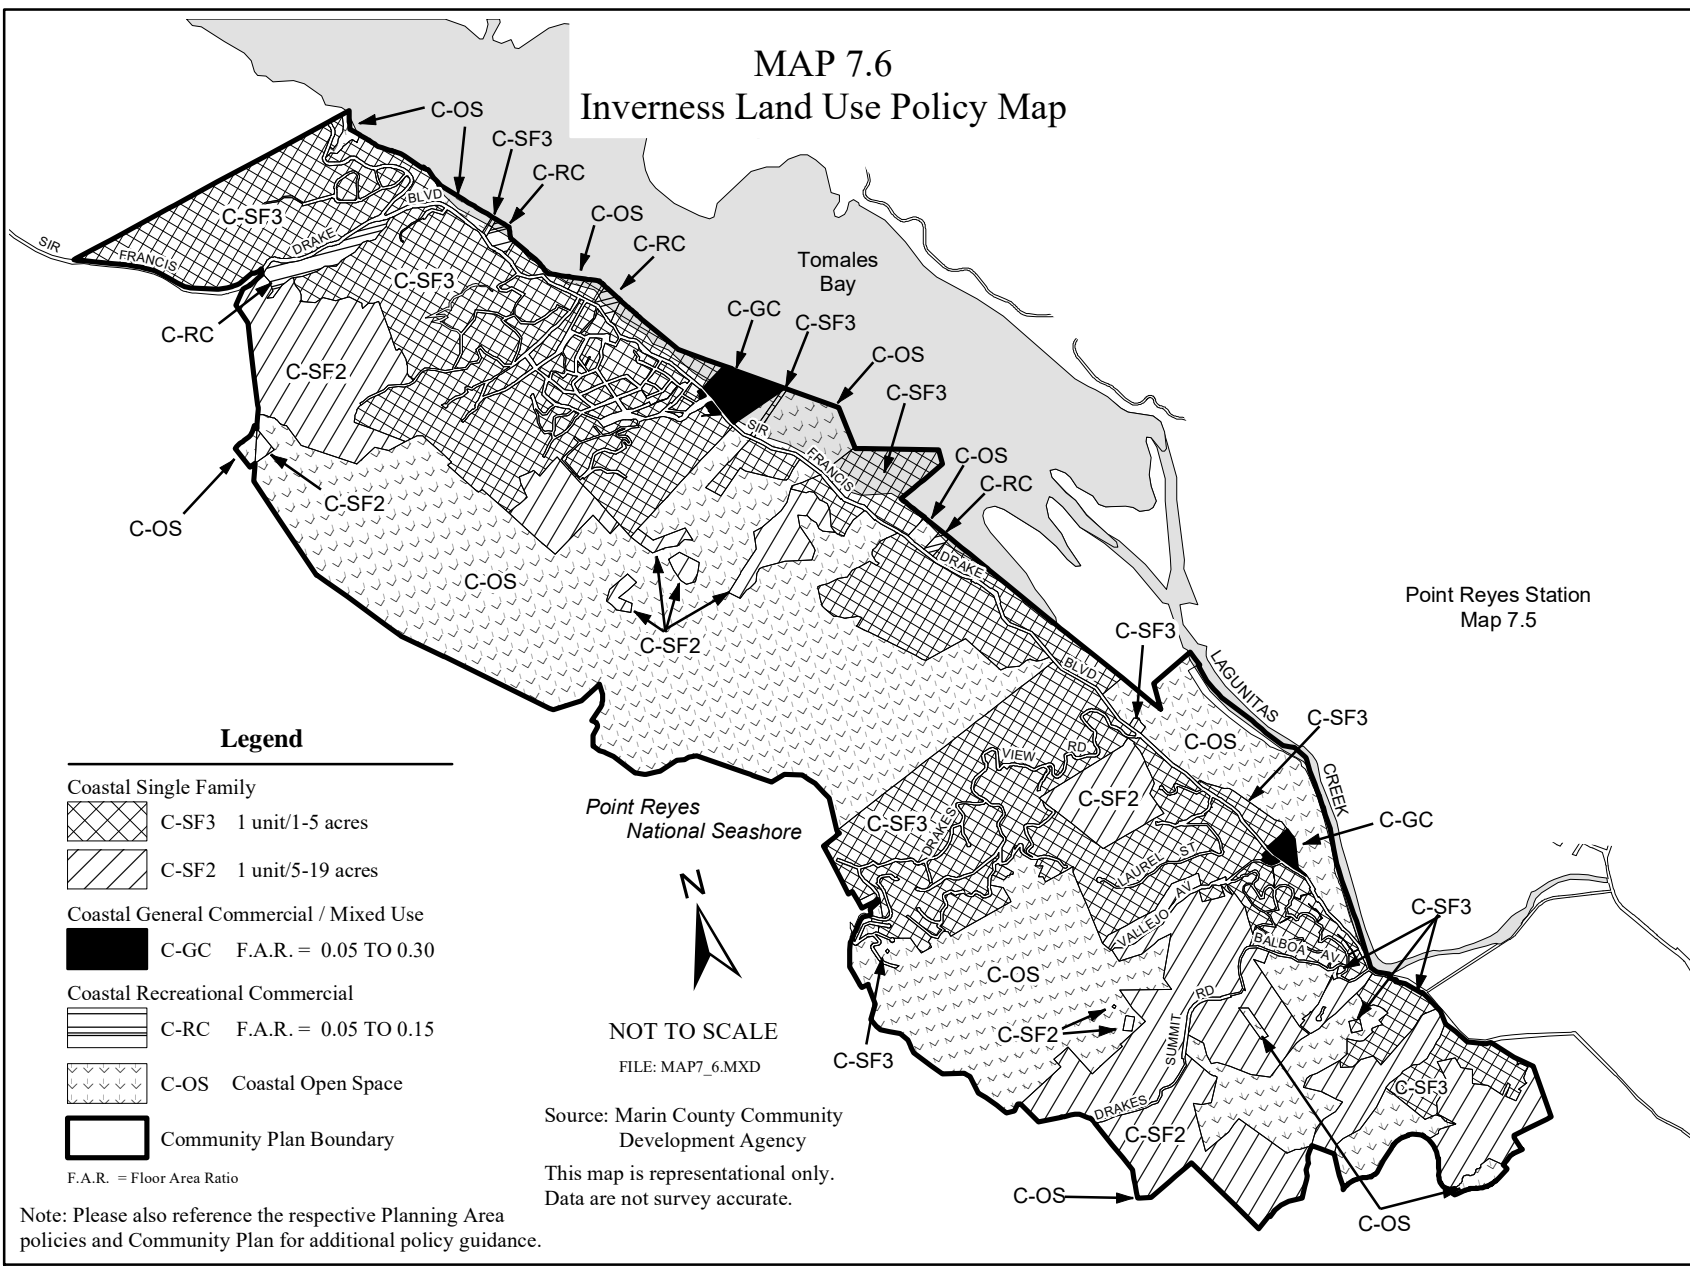 MAP 7.6
Inverness Land Use Policy Map
C-OS
C-SF3
C-RC
C-OS
C-RC
C-SF3
BLVD
DRAKE
SIR
FRANCIS
C-SF3
Tomales
Bay
C-GC
C-SF3
C-RC
C-OS
C-SF2
C-SF3
SIR
FRANCIS
C-OS
C-RC
C-SF2
C-OS
DRAKE
C-OS
Point Reyes Station
Map 7.5
C-SF2
C-SF3
BLVD
LAGUNITAS
CREEK
C-SF3
C-OS
VIEW
RD
C-SF2
DRAKES
C-SF3
C-GC
LAUREL
ST
VALLEJO
AV
C-SF3
BALBOA
AV
C-OS
RD
SUMMIT
C-SF2
C-SF3
DRAKES
C-SF3
C-SF2
C-OS
C-OS
Point Reyes
National Seashore
N
NOT TO SCALE
FILE: MAP7_6.MXD
Source: Marin County Community
Development Agency
This map is representational only.
Data are not survey accurate.
Legend
Coastal Single Family
C-SF3 1 unit/1-5 acres
C-SF2 1 unit/5-19 acres
Coastal General Commercial / Mixed Use
C-GC F.A.R. = 0.05 TO 0.30
Coastal Recreational Commercial
C-RC F.A.R. = 0.05 TO 0.15
C-OS Coastal Open Space
Community Plan Boundary
F.A.R. = Floor Area Ratio
Note: Please also reference the respective Planning Area
policies and Community Plan for additional policy guidance.